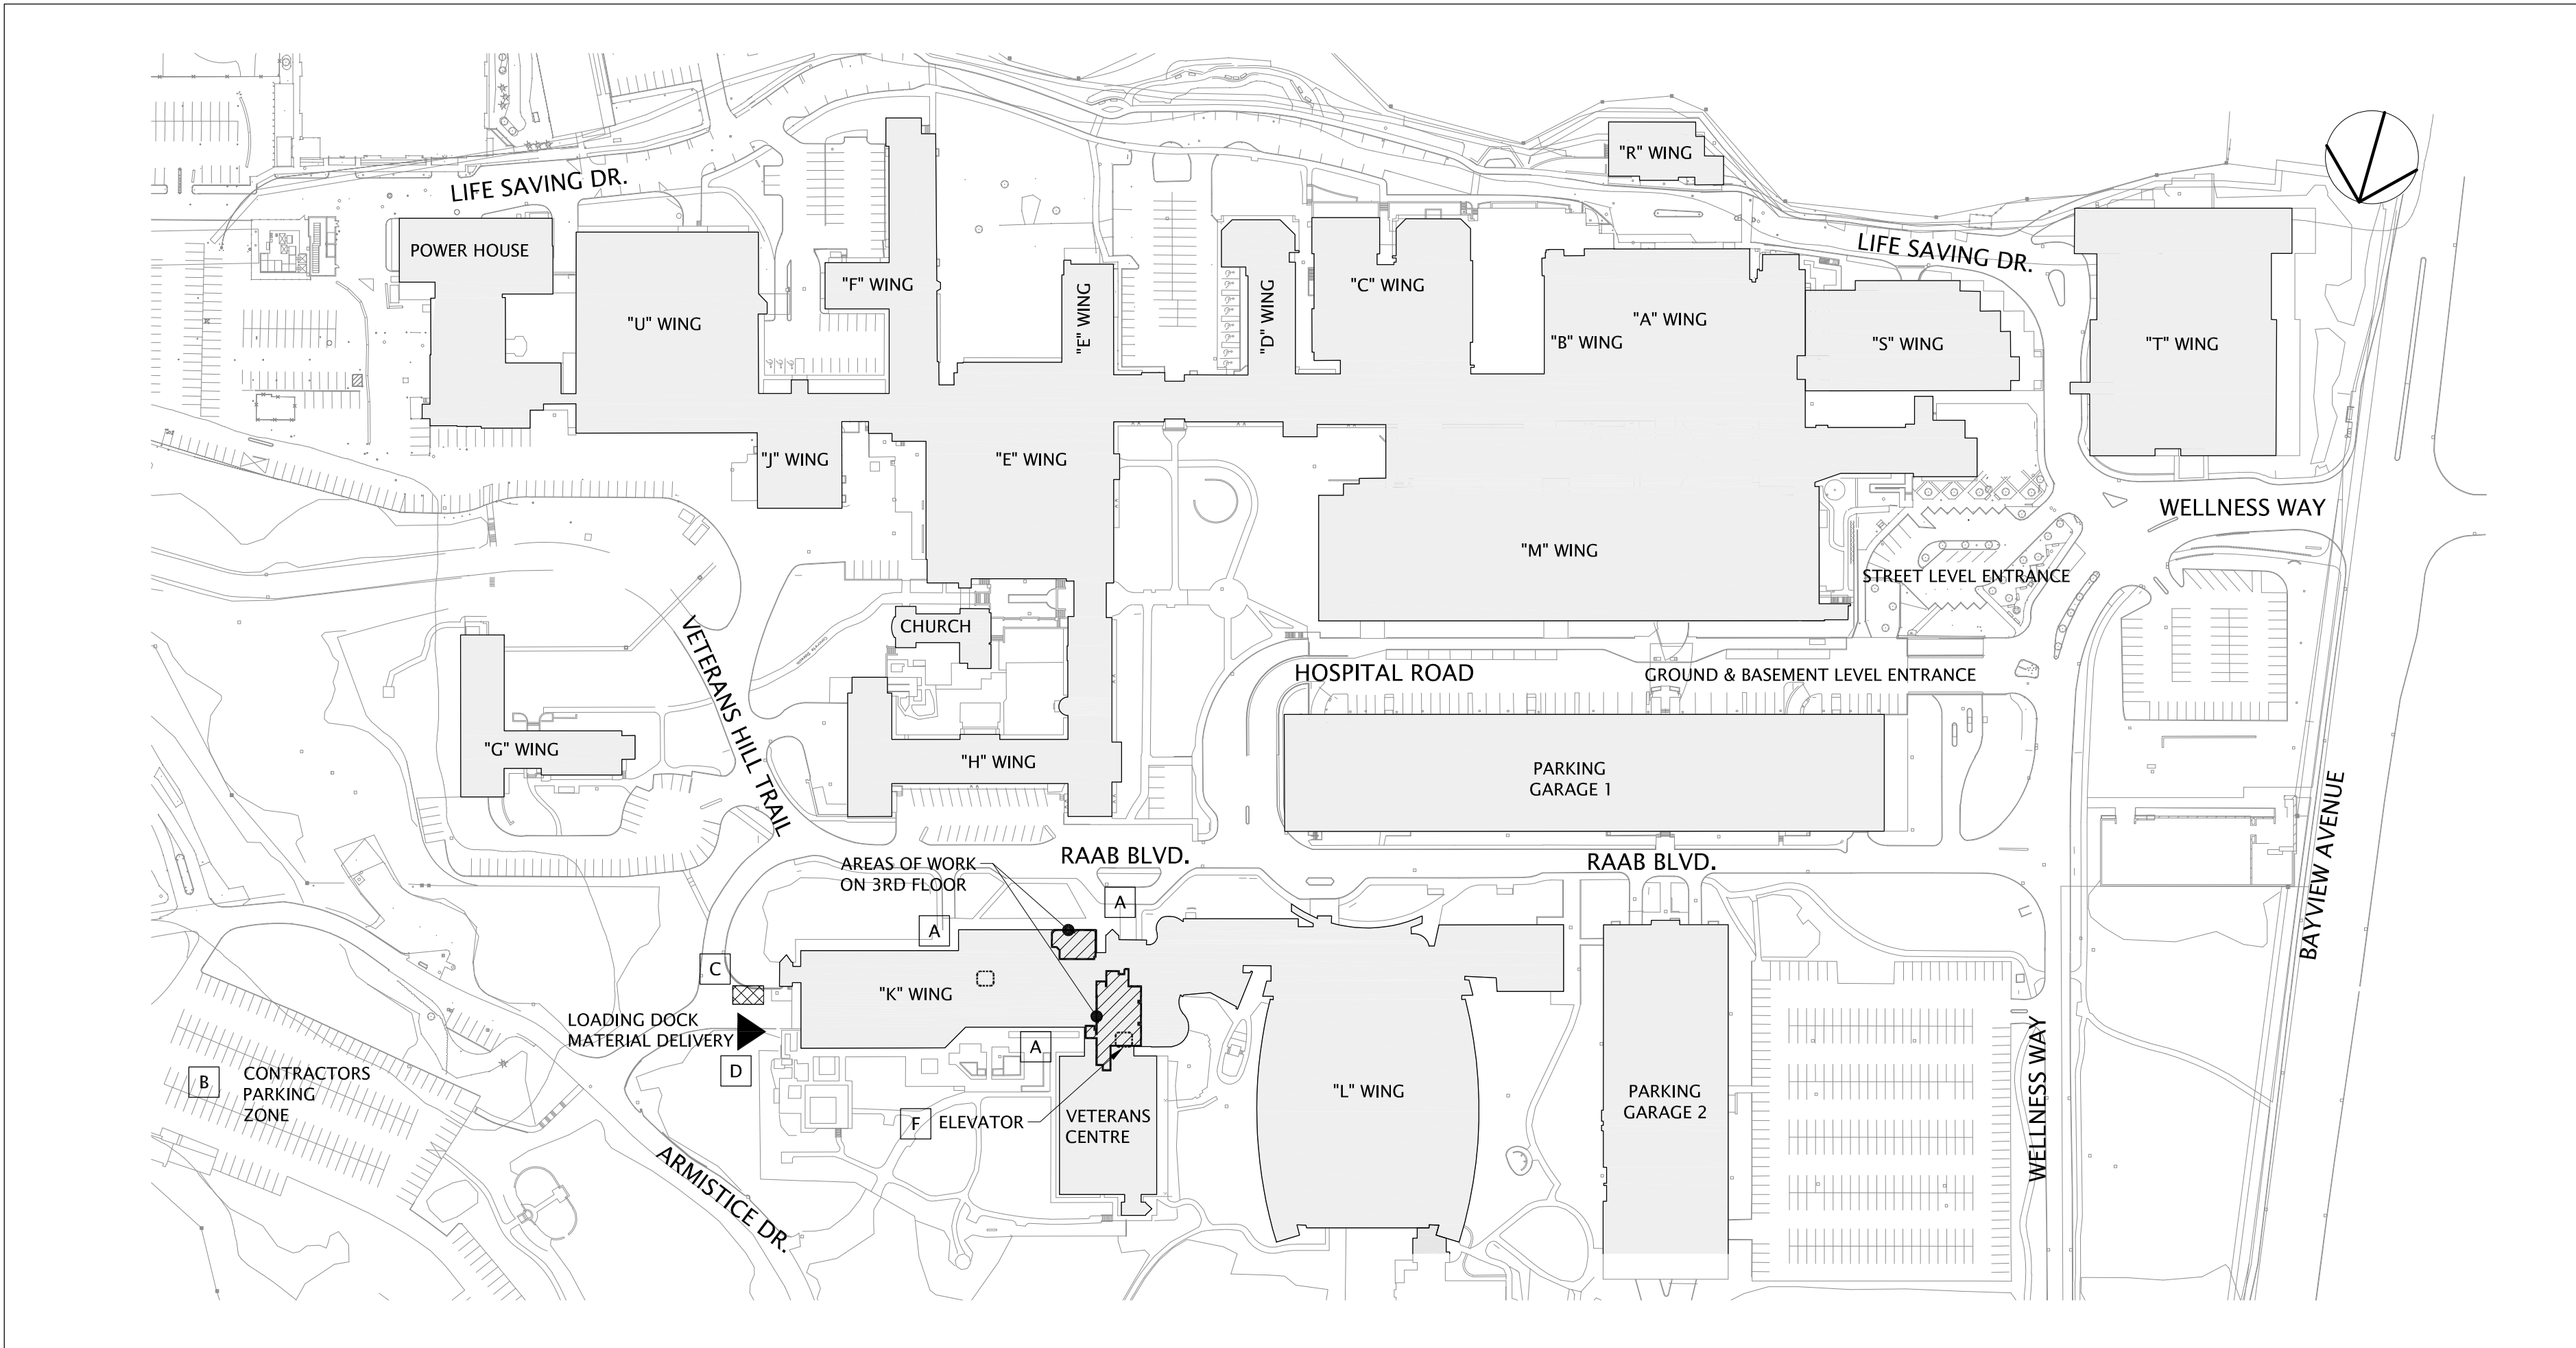 "R" WING
LIFE SAVING DR.
LIFE SAVING DR.
POWER HOUSE
"F" WING
"E" WING
"D" WING
"C" WING
"U" WING
"A" WING
"B" WING
"S" WING
"T" WING
"J" WING
"E" WING
WELLNESS WAY
"M" WING
STREET LEVEL ENTRANCE
CHURCH
VETERANS HILL TRAIL
HOSPITAL ROAD
GROUND & BASEMENT LEVEL ENTRANCE
"G" WING
"H" WING
PARKING
GARAGE 1
BAYVIEW AVENUE
RAAB BLVD.
RAAB BLVD.
AREAS OF WORK
ON 3RD FLOOR
A
A
C
"K" WING
LOADING DOCK
MATERIAL DELIVERY
A
D
B
CONTRACTORS
PARKING
ZONE
F
ELEVATOR
VETERANS
CENTRE
"L" WING
PARKING
GARAGE 2
WELLNESS WAY
ARMISTICE DR.